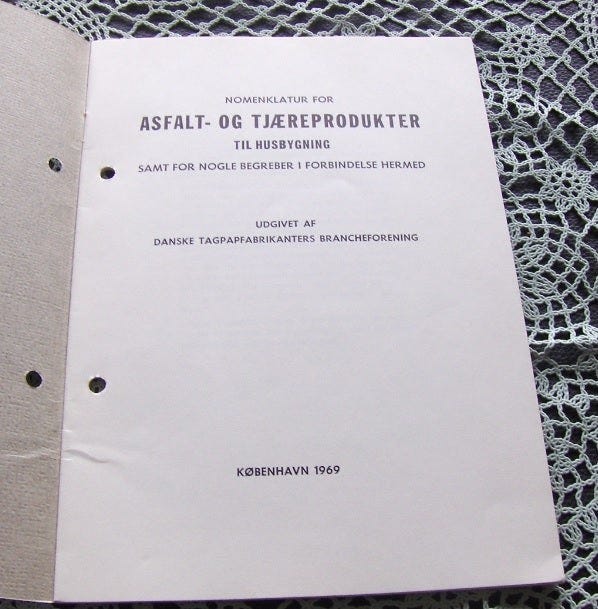 NOMENKLATUR FOR
ASFALT- OG TJÆREPRODUKTER
TIL HUSBYGNING
SAMT FOR NOGLE BEGREBER I FORBINDELSE HERMED
UDGIVET AF
DANSKE TAGPAPFABRIKANTERS BRANCHEFORENING
KØBENHAVN 1969